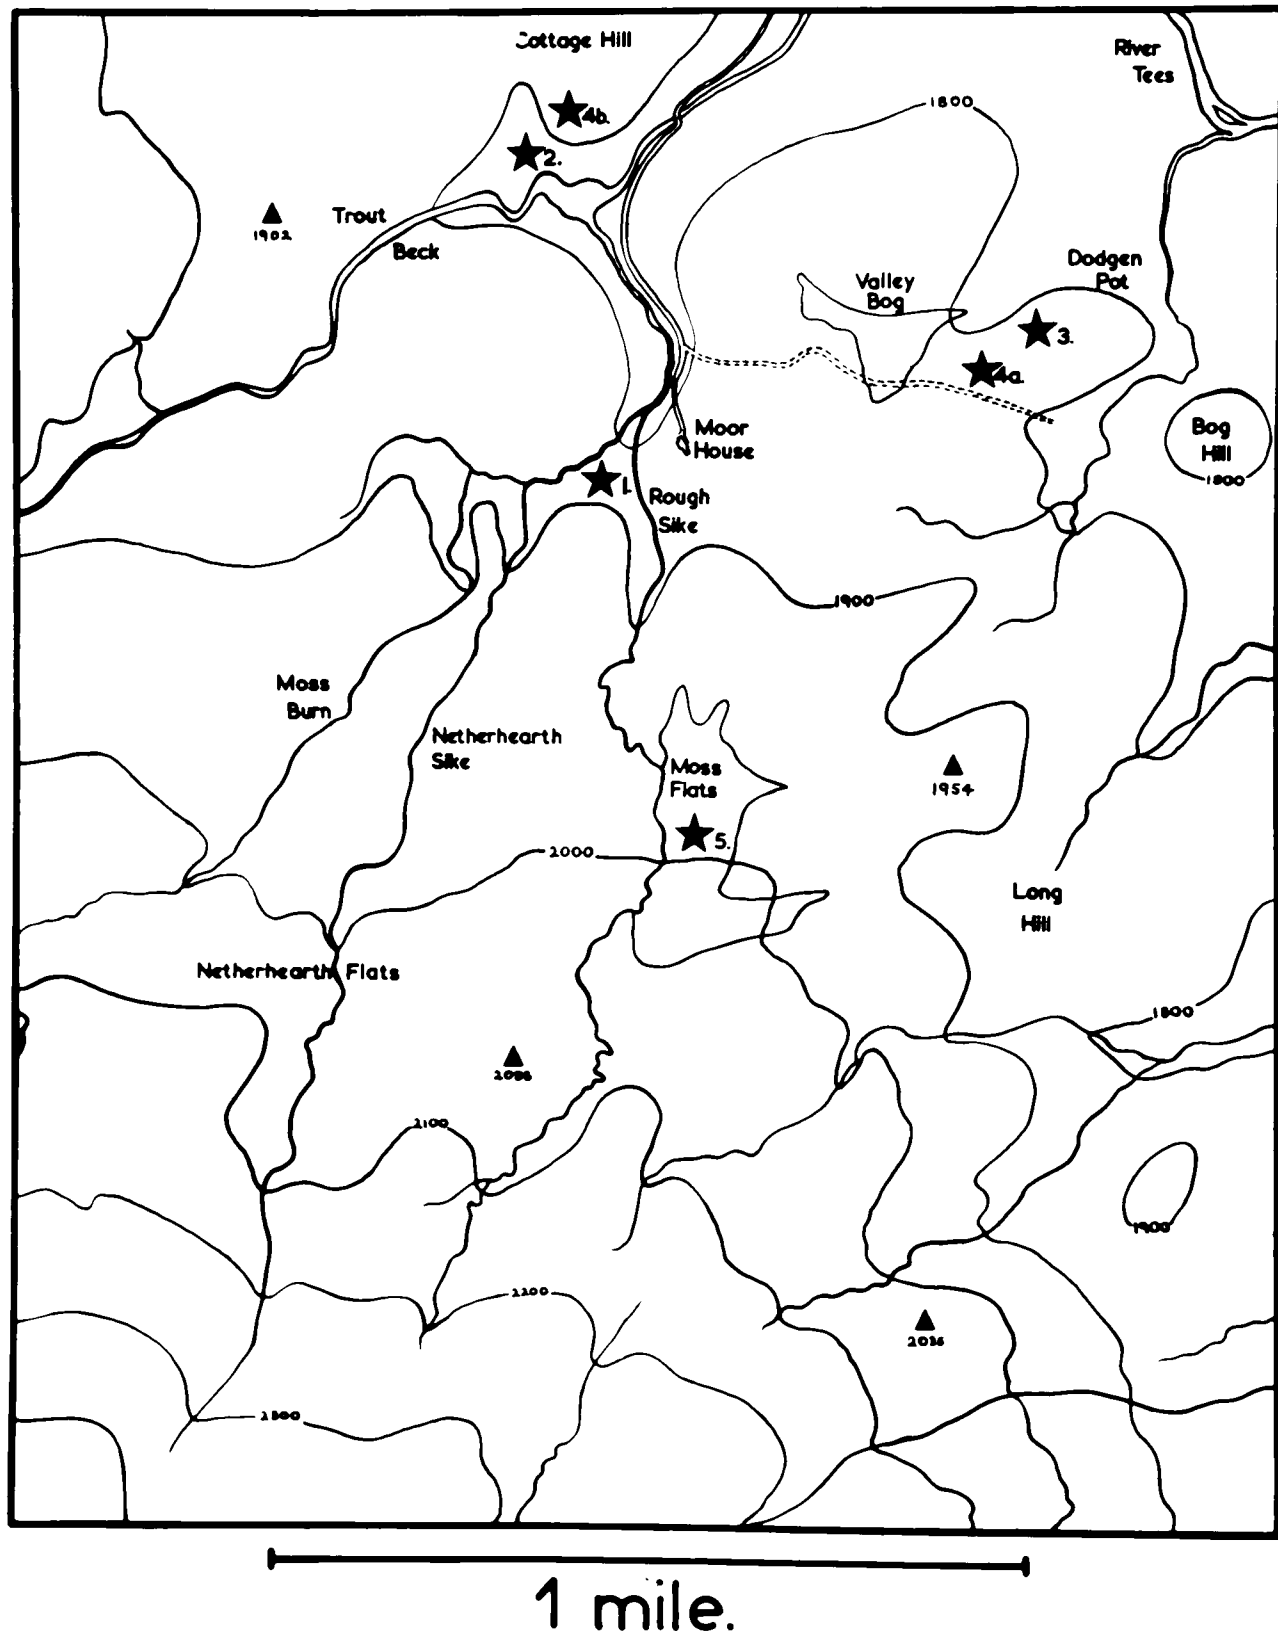 Cottage Hill
River
Tees
4b.
1800
2.
Trout
1902
Beck
Dodgen
Pot
Valley
Bog
3.
4a.
Moor
House
Bog
Hill
1800
1.
Rough
Sike
1900
Moss
Burn
Netherhearth
Sike
Moss
Flats
1954
5.
2000
Long
Hill
Netherhearth Flats
1800
2100
1900
2200
2300
1 mile.